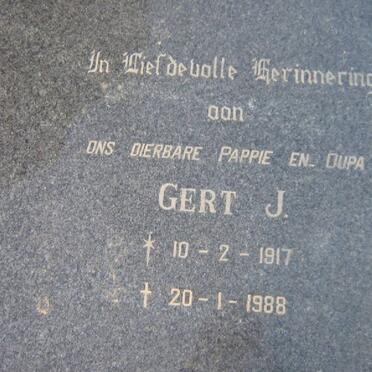 In Liefdevolle Herinnering
aan
ONS DIERBARE PAPPIE EN OUPA
GERT J.
* 10 - 2 - 1917
† 20 - 1 - 1988